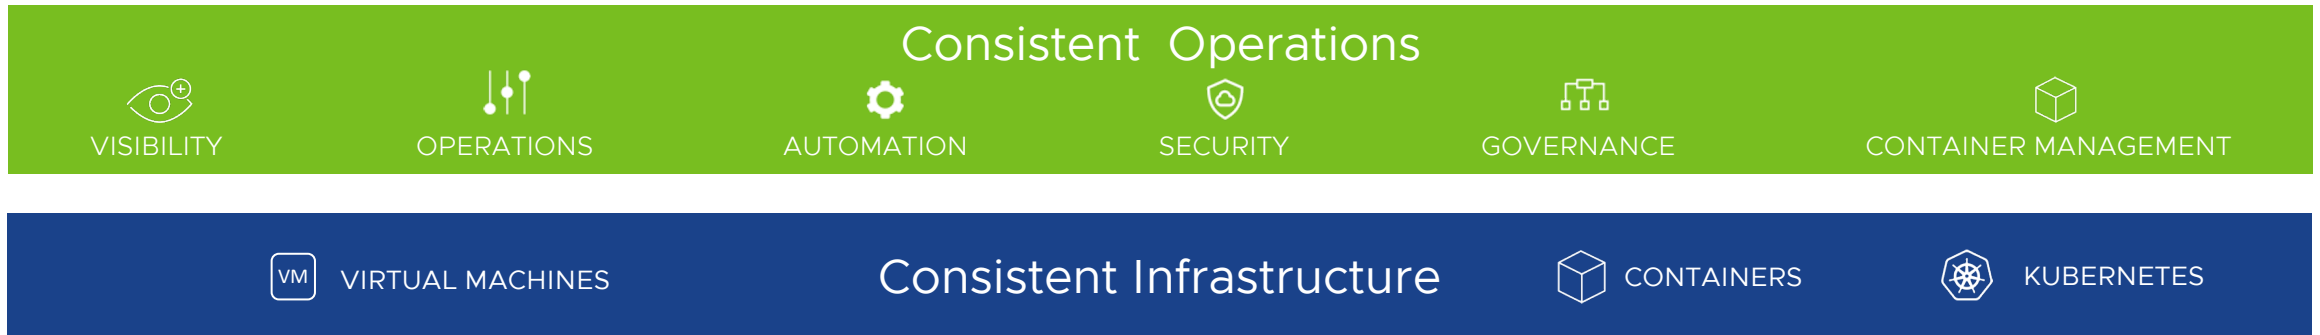 Consistent Operations
VISIBILITY
OPERATIONS
AUTOMATION
SECURITY
GOVERNANCE
CONTAINER MANAGEMENT
VM
VIRTUAL MACHINES
Consistent Infrastructure
CONTAINERS
KUBERNETES